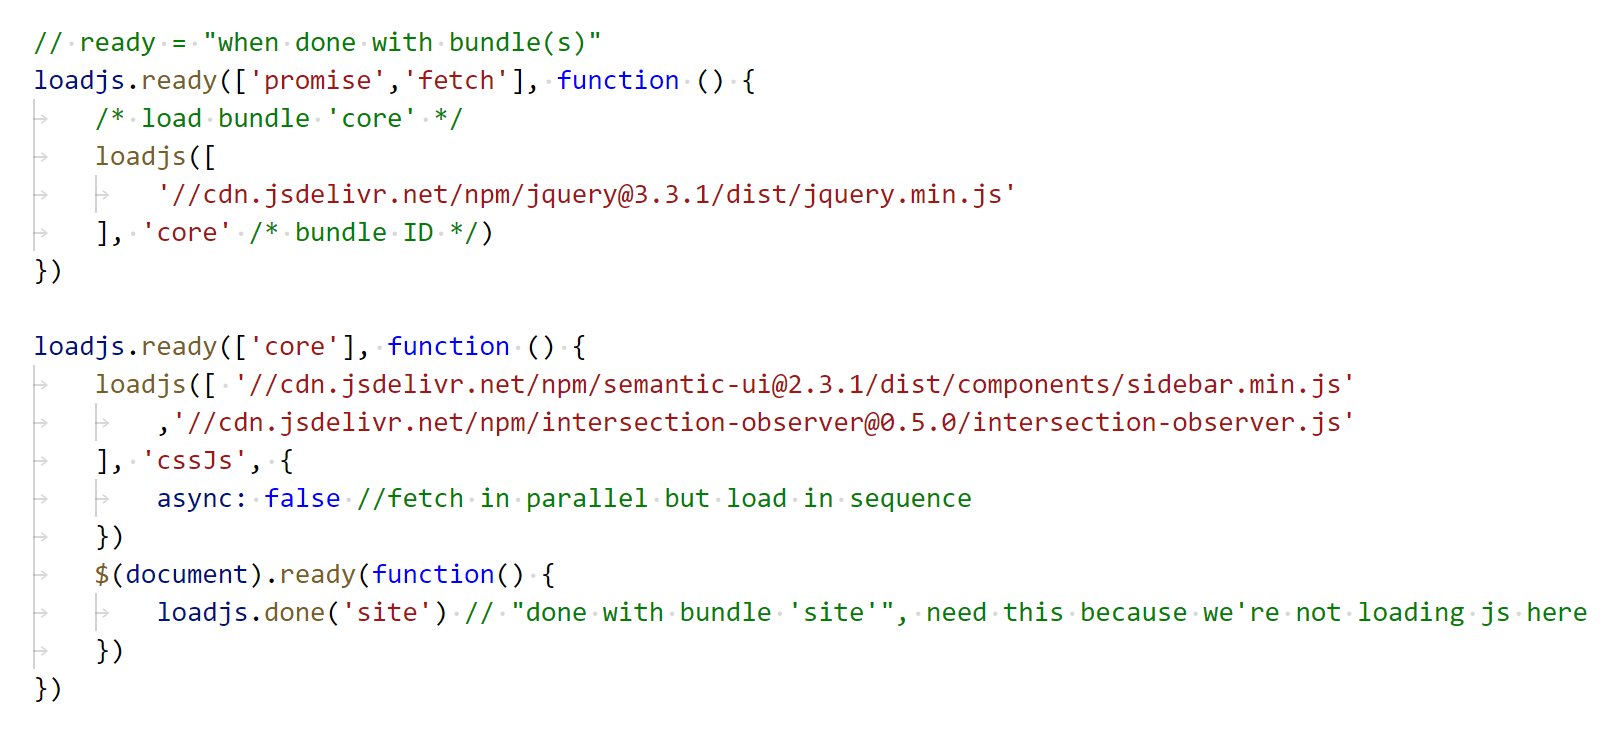 // ready = "when done with bundle(s)"
loadjs.ready(['promise','fetch'], function () {
/* load bundle 'core' */
loadjs([
'//cdn.jsdelivr.net/npm/jquery@3.3.1/dist/jquery.min.js'
], 'core' /* bundle ID */)
})
loadjs.ready(['core'], function () {
loadjs([ '//cdn.jsdelivr.net/npm/semantic-ui@2.3.1/dist/components/sidebar.min.js'
,'//cdn.jsdelivr.net/npm/intersection-observer@0.5.0/intersection-observer.js'
], 'cssJs', {
async: false //fetch in parallel but load in sequence
})
$(document).ready(function() {
loadjs.done('site') // "done with bundle 'site'", need this because we're not loading js here
})
})